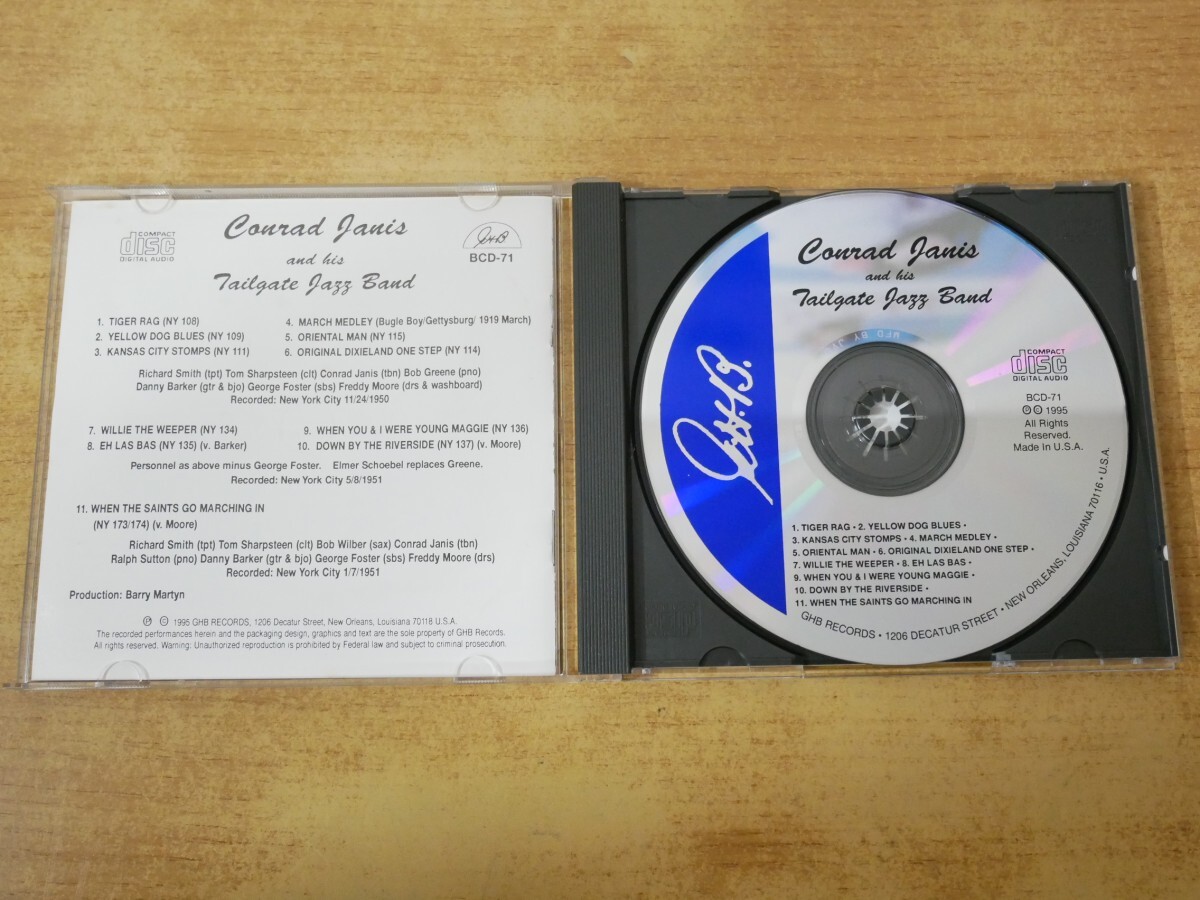 COMPACT
disc
DIGITAL AUDIO
Conrad Janis
and his
Tailgate Jazz Band
GHB
BCD-71
1. TIGER RAG (NY 108)
2. YELLOW DOG BLUES (NY 109)
3. KANSAS CITY STOMPS (NY 111)
4. MARCH MEDLEY (Bugle Boy/Gettysburg/ 1919 March)
5. ORIENTAL MAN (NY 115)
6. ORIGINAL DIXIELAND ONE STEP (NY 114)
Richard Smith (tpt) Tom Sharpsteen (clt) Conrad Janis (tbn) Bob Greene (pno)
Danny Barker (gtr & bjo) George Foster (sbs) Freddy Moore (drs & washboard)
Recorded: New York City 11/24/1950
7. WILLIE THE WEEPER (NY 134)
8. EH LAS BAS (NY 135) (v. Barker)
9. WHEN YOU & I WERE YOUNG MAGGIE (NY 136)
10. DOWN BY THE RIVERSIDE (NY 137) (v. Moore)
Personnel as above minus George Foster. Elmer Schoebel replaces Greene.
Recorded: New York City 5/8/1951
11. WHEN THE SAINTS GO MARCHING IN
(NY 173/174) (v. Moore)
Richard Smith (tpt) Tom Sharpsteen (clt) Bob Wilber (sax) Conrad Janis (tbn)
Ralph Sutton (pno) Danny Barker (gtr & bjo) George Foster (sbs) Freddy Moore (drs)
Recorded: New York City 1/7/1951
Production: Barry Martyn
℗ © 1995 GHB RECORDS, 1206 Decatur Street, New Orleans, Louisiana 70118 U.S.A.
The recorded performances herein and the packaging design, graphics and text are the sole property of GHB Records.
All rights reserved. Warning: Unauthorized reproduction is prohibited by Federal law and subject to criminal prosecution.
Conrad Janis
and his
Tailgate Jazz Band
G.H.B.
COMPACT
disc
DIGITAL AUDIO
BCD-71
℗ © 1995
All Rights
Reserved.
Made in U.S.A.
1. TIGER RAG • 2. YELLOW DOG BLUES •
3. KANSAS CITY STOMPS • 4. MARCH MEDLEY •
5. ORIENTAL MAN • 6. ORIGINAL DIXIELAND ONE STEP •
7. WILLIE THE WEEPER • 8. EH LAS BAS •
9. WHEN YOU & I WERE YOUNG MAGGIE •
10. DOWN BY THE RIVERSIDE •
11. WHEN THE SAINTS GO MARCHING IN
GHB RECORDS • 1206 DECATUR STREET • NEW ORLEANS, LOUISIANA 70116 • U.S.A.